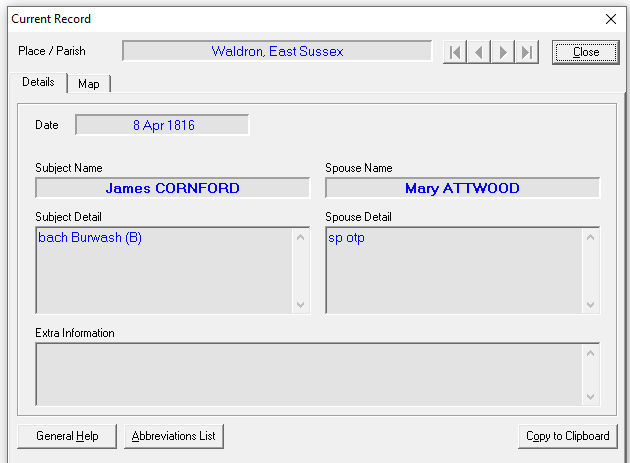 Current Record
Place / Parish Waldron, East Sussex Close
Details Map
Date 8 Apr 1816
Subject Name Spouse Name
James CORNFORD Mary ATTWOOD
Subject Detail Spouse Detail
bach Burwash (B) sp otp
Extra Information
General Help Abbreviations List Copy to Clipboard